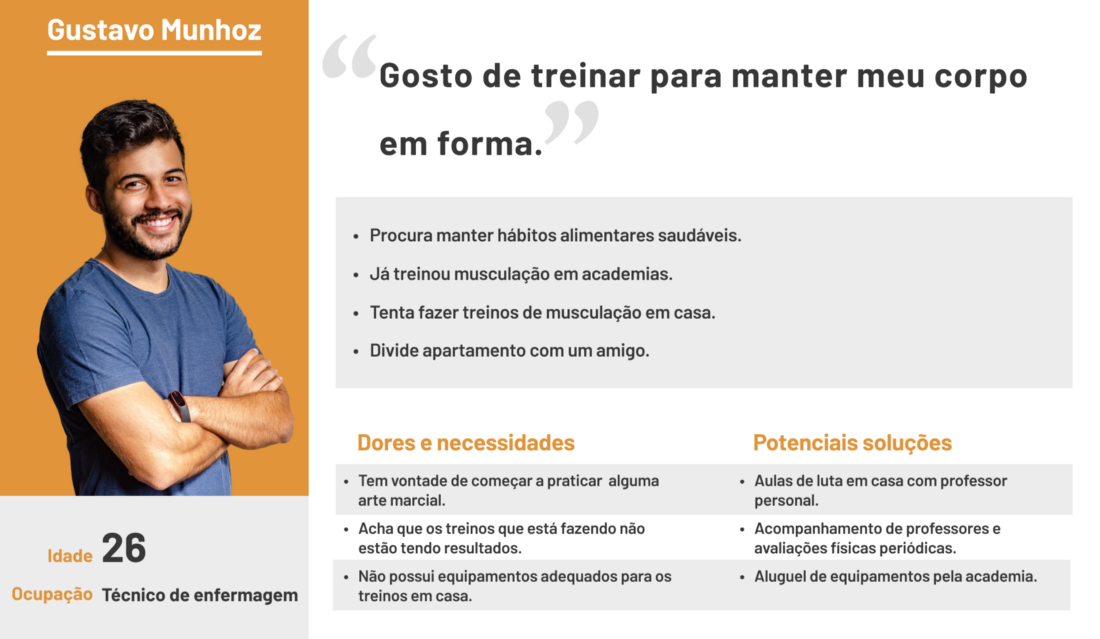 Gustavo Munhoz
“Gosto de treinar para manter meu corpo
em forma.”
• Procura manter hábitos alimentares saudáveis.
• Já treinou musculação em academias.
• Tenta fazer treinos de musculação em casa.
• Divide apartamento com um amigo.
Dores e necessidades
• Tem vontade de começar a praticar alguma
arte marcial.
• Acha que os treinos que está fazendo não
estão tendo resultados.
• Não possui equipamentos adequados para os
treinos em casa.
Potenciais soluções
• Aulas de luta em casa com professor
personal.
• Acompanhamento de professores e
avaliações físicas periódicas.
• Aluguel de equipamentos pela academia.
Idade 26
Ocupação Técnico de enfermagem